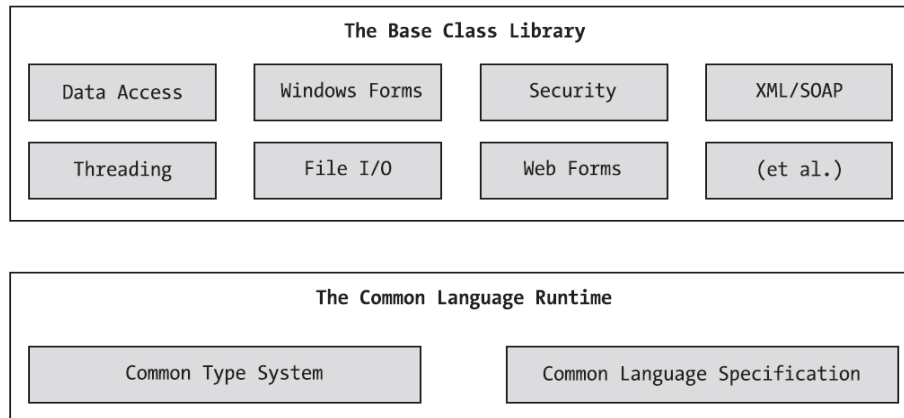 The Base Class Library
Data Access
Windows Forms
Security
XML/SOAP
Threading
File I/O
Web Forms
(et al.)
The Common Language Runtime
Common Type System
Common Language Specification